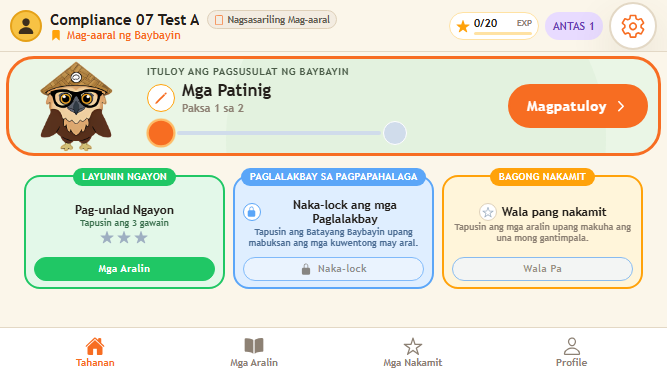 Compliance 07 Test A
Nagsasariling Mag-aaral
Mag-aaral ng Baybayin
0/20
EXP
ANTAS 1
ITULOY ANG PAGSUSULAT NG BAYBAYIN
Mga Patinig
Paksa 1 sa 2
Magpatuloy
LAYUNIN NGAYON
Pag-unlad Ngayon
Tapusin ang 3 gawain
Mga Aralin
PAGLALAKBAY SA PAGPAPAHALAGA
Naka-lock ang mga
Paglalakbay
Tapusin ang Batayang Baybayin upang
mabuksan ang mga kuwentong may aral.
Naka-lock
BAGONG NAKAMIT
Wala pang nakamit
Tapusin ang mga aralin upang makuha ang
una mong gantimpala.
Wala Pa
Tahanan
Mga Aralin
Mga Nakamit
Profile